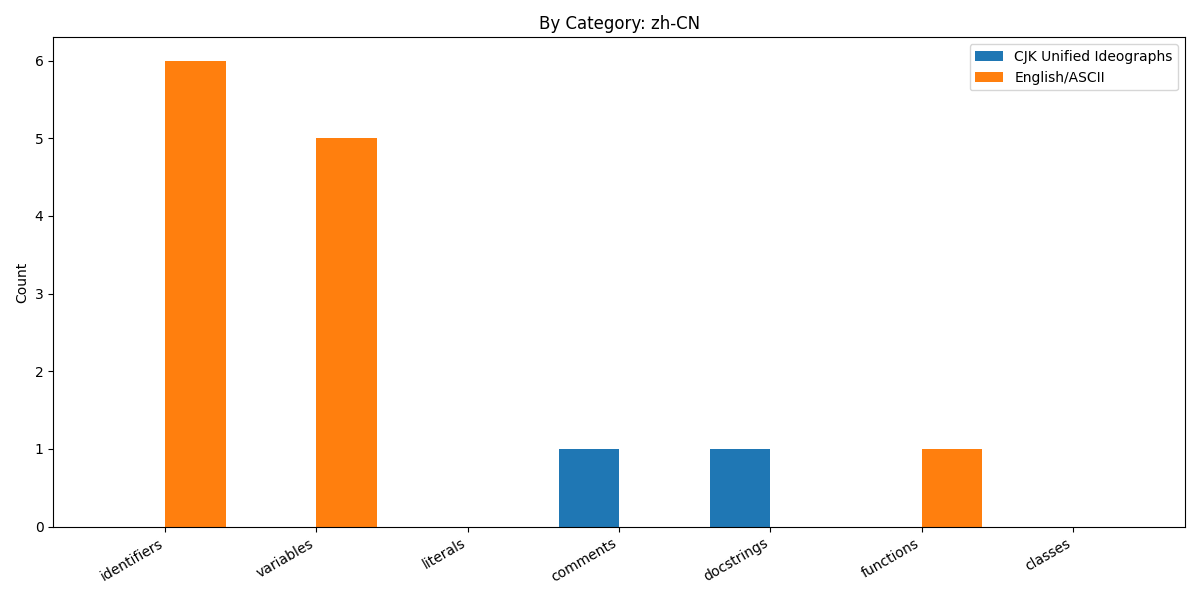 By Category: zh-CN
CJK Unified Ideographs
English/ASCII
Count
6
5
4
3
2
1
0
identifiers
variables
literals
comments
docstrings
functions
classes